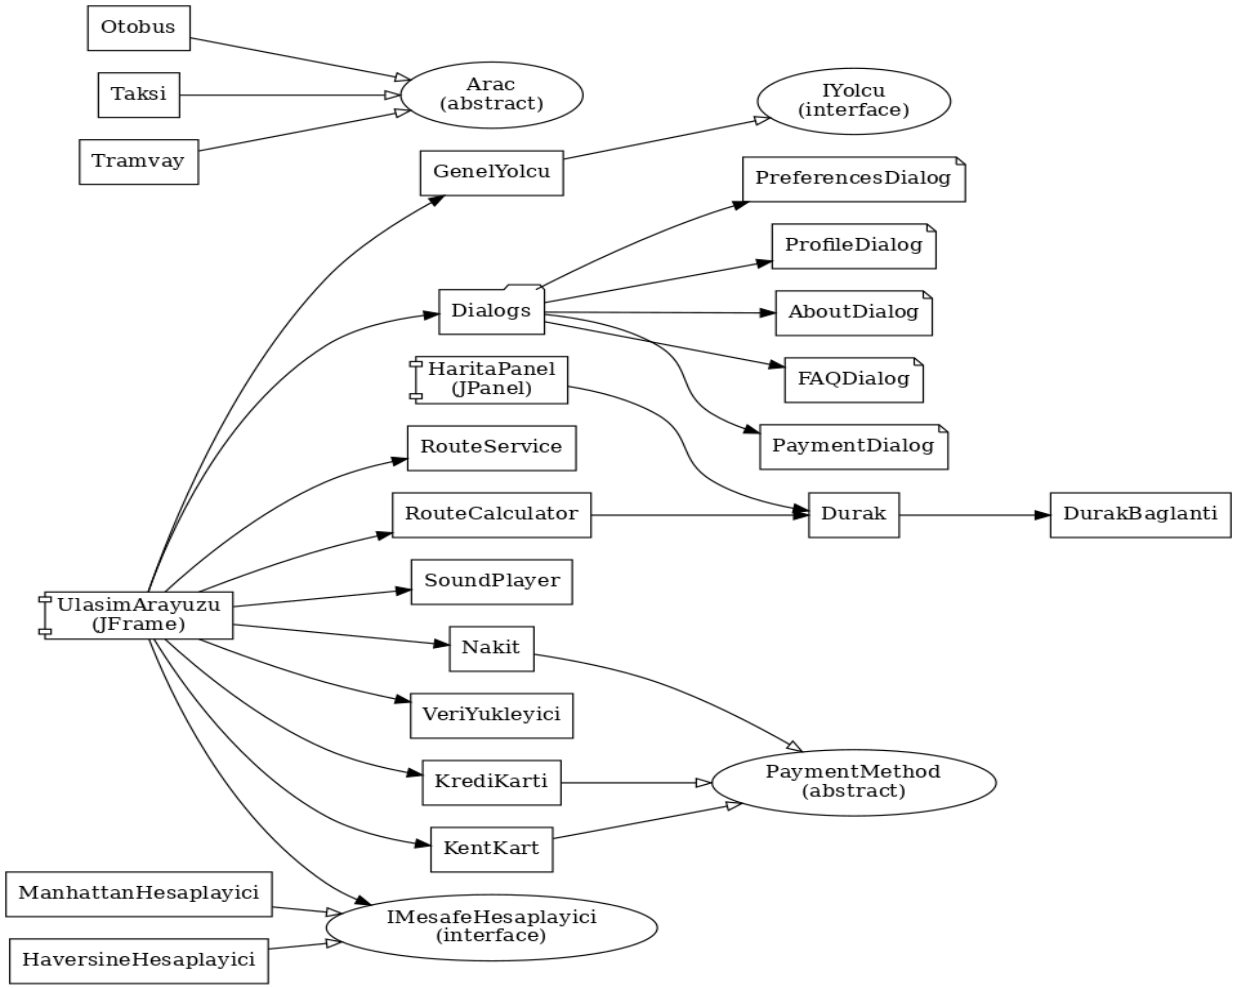 Otobus
Taksi
Tramvay
Arac
(abstract)
IYolcu
(interface)
GenelYolcu
PreferencesDialog
ProfileDialog
Dialogs
AboutDialog
HaritaPanel
(JPanel)
FAQDialog
RouteService
PaymentDialog
RouteCalculator
Durak
DurakBaglanti
SoundPlayer
UlasimArayuzu
(JFrame)
Nakit
VeriYukleyici
KrediKarti
PaymentMethod
(abstract)
KentKart
ManhattanHesaplayici
IMesafeHesaplayici
(interface)
HaversineHesaplayici